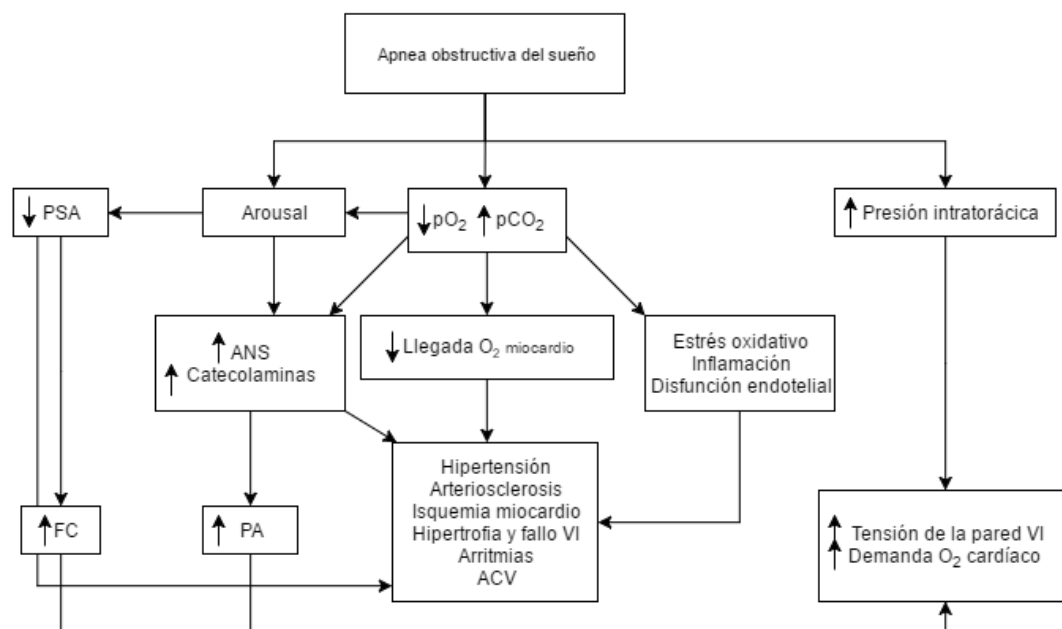 Apnea obstructiva del sueño
↓ PSA
Arousal
↓pO₂ ↑ pCO₂
↑ Presión intratorácica
↑ ANS
↑ Catecolaminas
↓ Llegada O₂ miocardio
Estrés oxidativo
Inflamación
Disfunción endotelial
Hipertensión
Arteriosclerosis
Isquemia miocardio
Hipertrofia y fallo VI
Arritmias
ACV
↑FC
↑ PA
↑ Tensión de la pared VI
↑ Demanda O₂ cardíaco